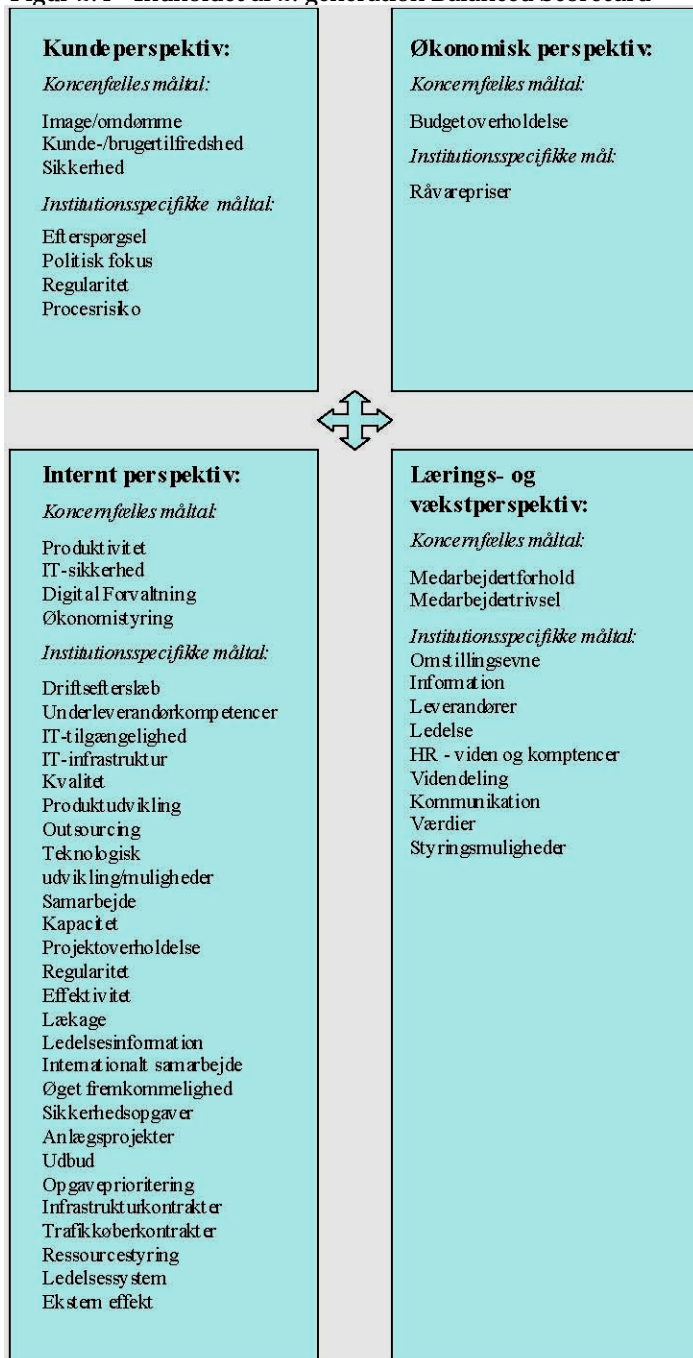 Kundeperspektiv:
Koncenfælles måltal:
Image/omdømme
Kunde-/brugertilfredshed
Sikkerhed
Institutionsspecifikke måltal:
Efterspørgsel
Politisk fokus
Regularitet
Procesrisiko
Økonomisk perspektiv:
Koncernfælles måltal:
Budgetoverholdelse
Institutionsspecifikke mål:
Råvarepriser
Internt perspektiv:
Koncernfælles måltal:
Produktivitet
IT-sikkerhed
Digital Forvaltning
Økonomistyring
Institutionsspecifikke måltal:
Driftsefterslæb
Underleverandørkompetencer
IT-tilgængelighed
IT-infrastruktur
Kvalitet
Produktudvikling
Outsourcing
Teknologisk
udvikling/muligheder
Samarbejde
Kapacitet
Projektoverholdelse
Regularitet
Effektivitet
Lækage
Ledelsesinformation
Internationalt samarbejde
Øget fremkommelighed
Sikkerhedsopgaver
Anlægsprojekter
Udbud
Opgaveprioritering
Infrastrukturkontrakter
Trafikkøberkontrakter
Ressourcestyring
Ledelsessystem
Ekstern effekt
Lærings- og
vækstperspektiv:
Koncernfælles måltal:
Medarbejdertforhold
Medarbejdertrivsel
Institutionsspecifikke måltal:
Omstillingsevne
Information
Leverandører
Ledelse
HR - viden og komptencer
Videndeling
Kommunikation
Værdier
Styringsmuligheder